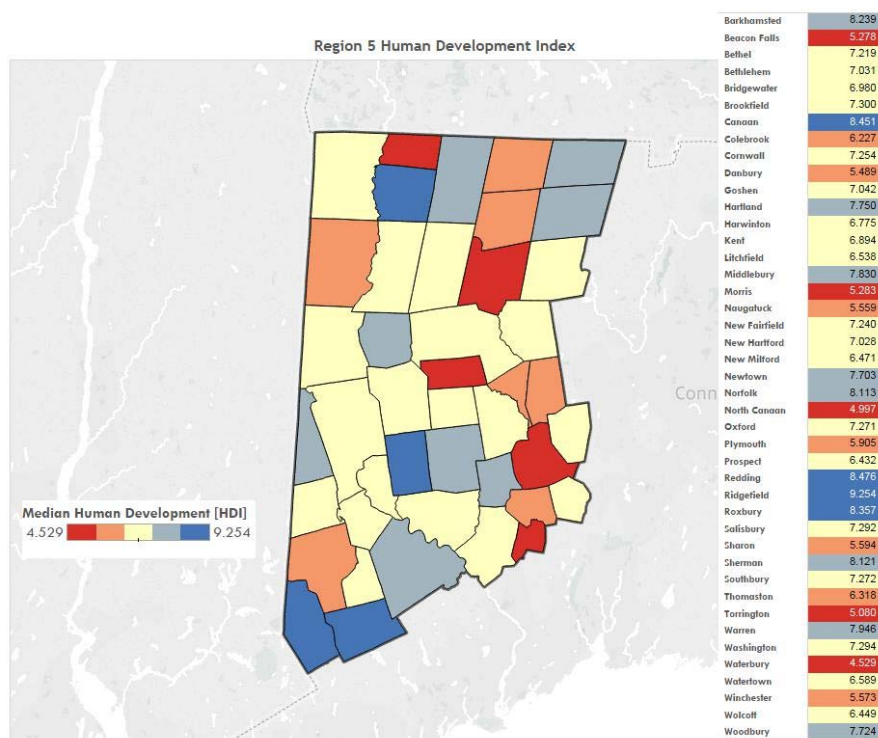 Region 5 Human Development Index
Conn
Median Human Development [HDI]
4.529 9.254
Barkhamsted 8.239
Beacon Falls 5.278
Bethel 7.219
Bethlehem 7.031
Bridgewater 6.980
Brookfield 7.300
Canaan 8.451
Colebrook 6.227
Cornwall 7.254
Danbury 5.489
Goshen 7.042
Hartland 7.750
Harwinton 6.775
Kent 6.894
Litchfield 6.538
Middlebury 7.830
Morris 5.283
Naugatuck 5.559
New Fairfield 7.240
New Hartford 7.028
New Milford 6.471
Newtown 7.703
Norfolk 8.113
North Canaan 4.997
Oxford 7.271
Plymouth 5.905
Prospect 6.432
Redding 8.476
Ridgefield 9.254
Roxbury 8.357
Salisbury 7.292
Sharon 5.594
Sherman 8.121
Southbury 7.272
Thomaston 6.318
Torrington 5.080
Warren 7.946
Washington 7.294
Waterbury 4.529
Watertown 6.589
Winchester 5.573
Wolcott 6.449
Woodbury 7.724